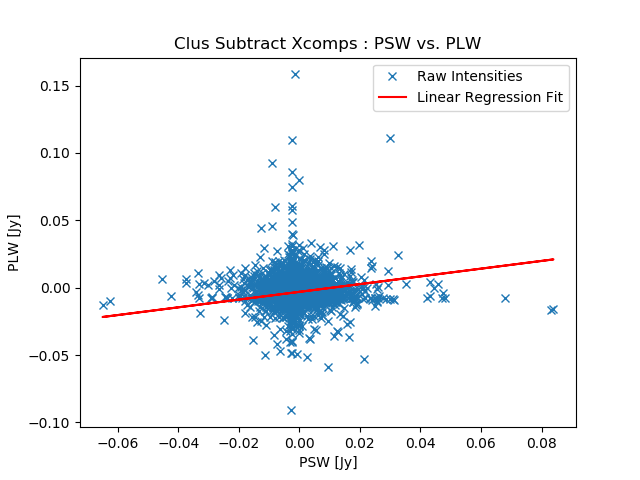 Clus Subtract Xcomps : PSW vs. PLW
Raw Intensities
Linear Regression Fit
PLW [Jy]
0.15
0.10
0.05
0.00
−0.05
−0.10
−0.06
−0.04
−0.02
0.00
0.02
0.04
0.06
0.08
PSW [Jy]